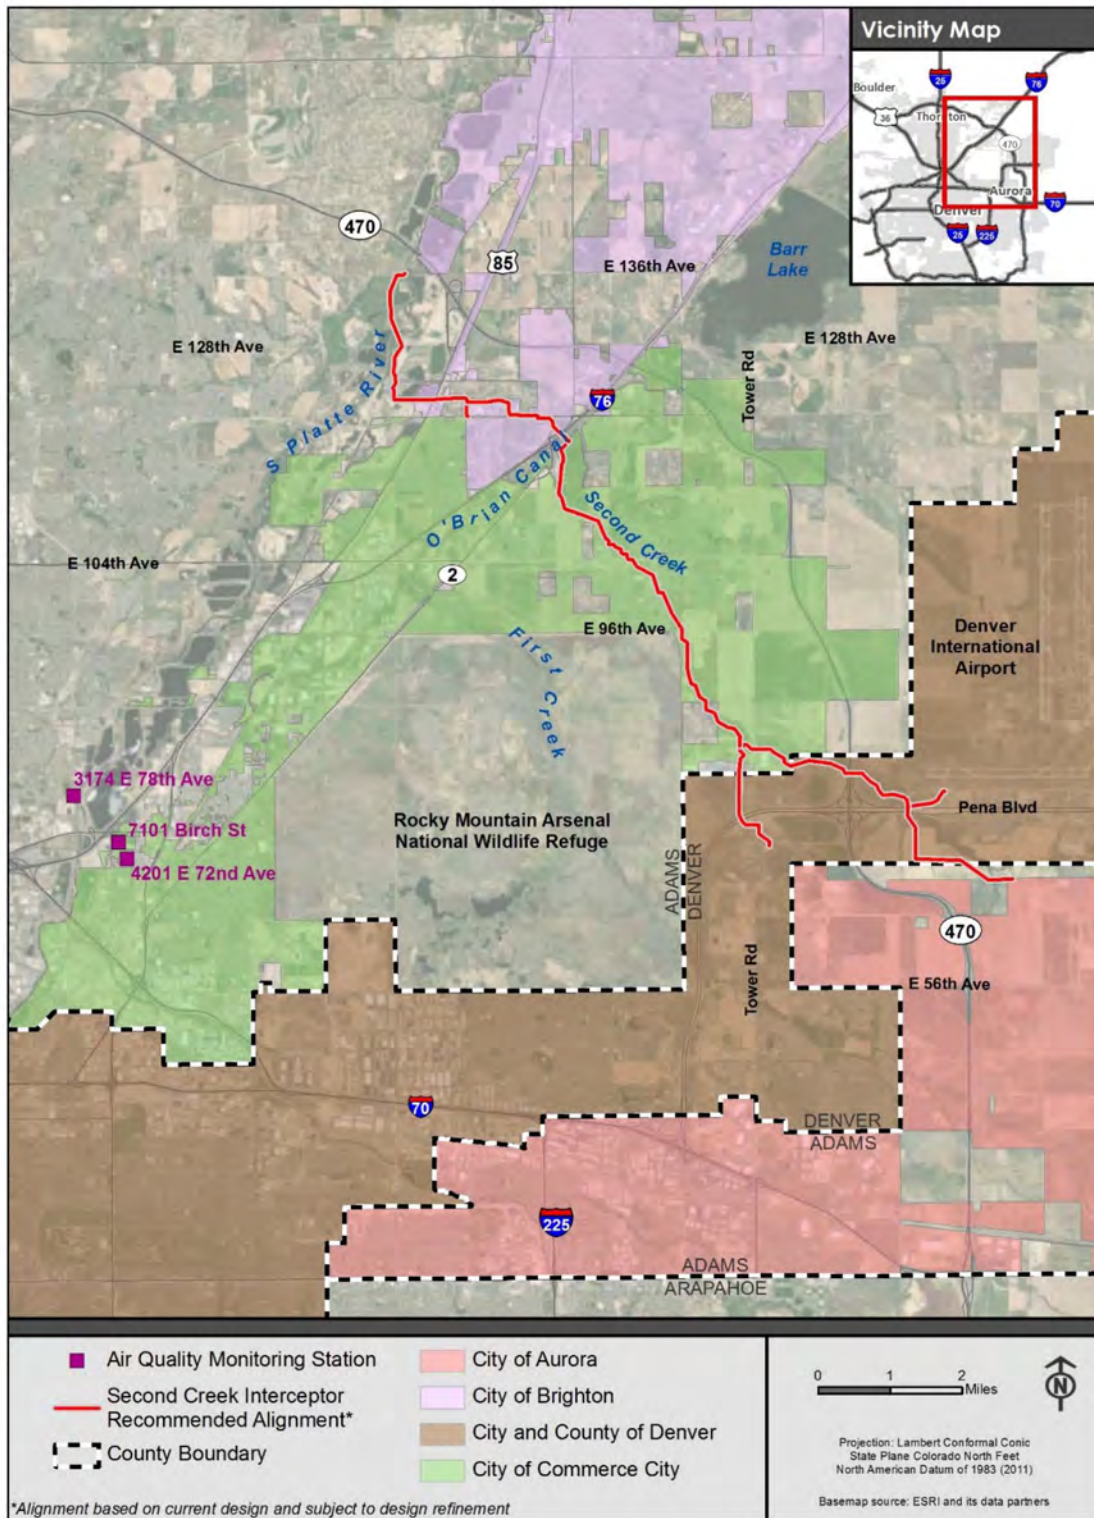 Vicinity Map
25
76
Boulder
36
Thornton
470
Aurora
70
Denver
25
225
470
85
E 136th Ave
Barr
Lake
E 128th Ave
E 128th Ave
S Platte River
Tower Rd
76
O'Brian Canal
Second Creek
E 104th Ave
2
E 96th Ave
First Creek
Denver
International
Airport
3174 E 78th Ave
7101 Birch St
4201 E 72nd Ave
Rocky Mountain Arsenal
National Wildlife Refuge
Pena Blvd
ADAMS
DENVER
470
Tower Rd
E 56th Ave
70
DENVER
ADAMS
225
ADAMS
ARAPAHOE
Air Quality Monitoring Station
Second Creek Interceptor
Recommended Alignment*
County Boundary
City of Aurora
City of Brighton
City and County of Denver
City of Commerce City
*Alignment based on current design and subject to design refinement
0 1 2
Miles
N
Projection: Lambert Conformal Conic
State Plane Colorado North Feet
North American Datum of 1983 (2011)
Basemap source: ESRI and its data partners